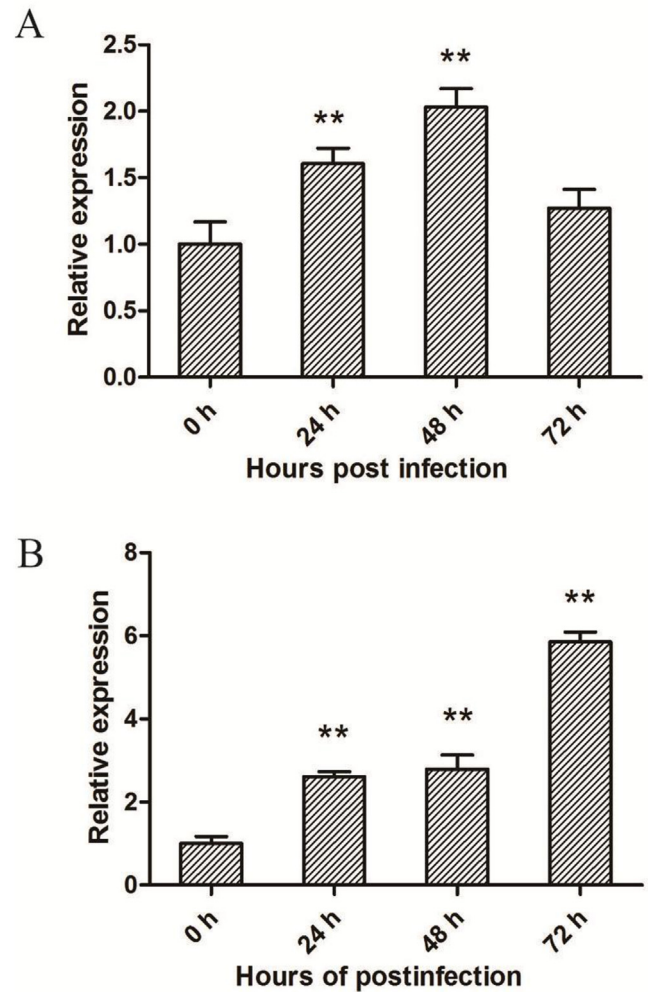 A
Relative expression
2.5
2.0
1.5
1.0
0.5
0.0
**
**
0 h
24 h
48 h
72 h
Hours post infection
B
Relative expression
8
6
4
2
0
**
**
**
0 h
24 h
48 h
72 h
Hours of postinfection